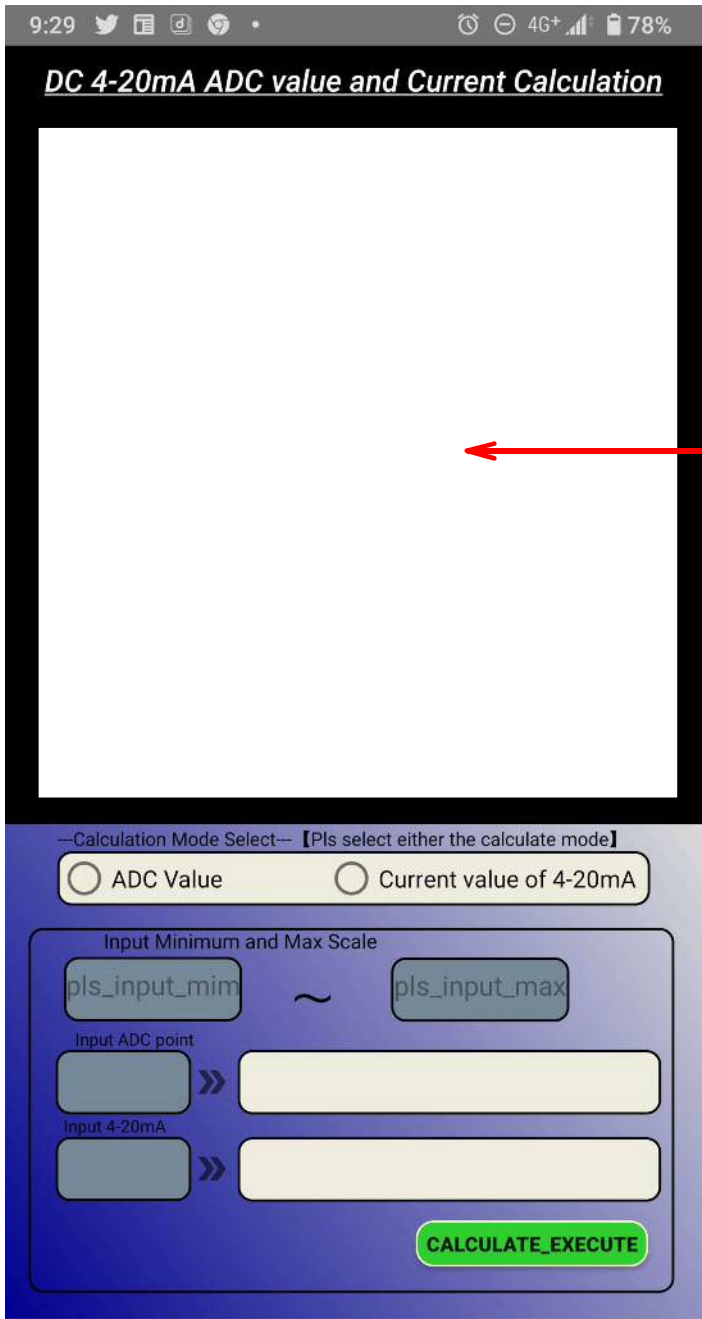 9:29 4G+ 78%
DC 4-20mA ADC value and Current Calculation
---Calculation Mode Select---【Pls select either the calculate mode】
ADC Value Current value of 4-20mA
Input Minimum and Max Scale
pls_input_mim ~ pls_input_max
Input ADC point
»
Input 4-20mA
»
CALCULATE_EXECUTE